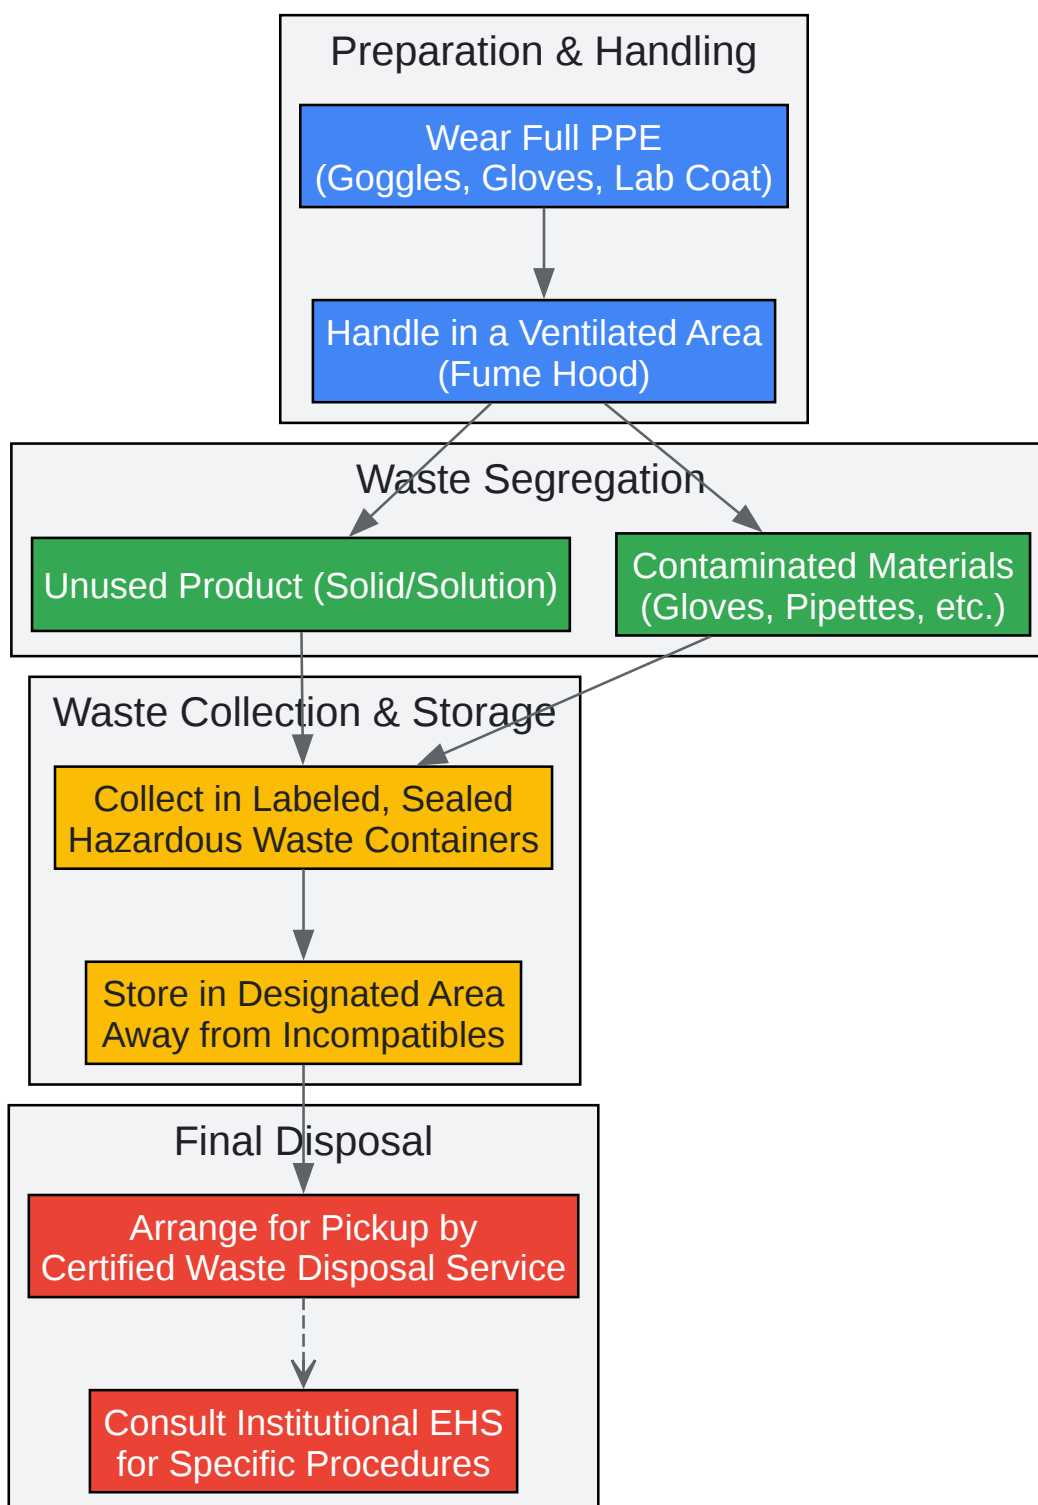 Preparation & Handling
Wear Full PPE
(Goggles, Gloves, Lab Coat)
Handle in a Ventilated Area
(Fume Hood)
Waste Segregation
Unused Product (Solid/Solution)
Contaminated Materials
(Gloves, Pipettes, etc.)
Waste Collection & Storage
Collect in Labeled, Sealed
Hazardous Waste Containers
Store in Designated Area
Away from Incompatibles
Final Disposal
Arrange for Pickup by
Certified Waste Disposal Service
Consult Institutional EHS
for Specific Procedures